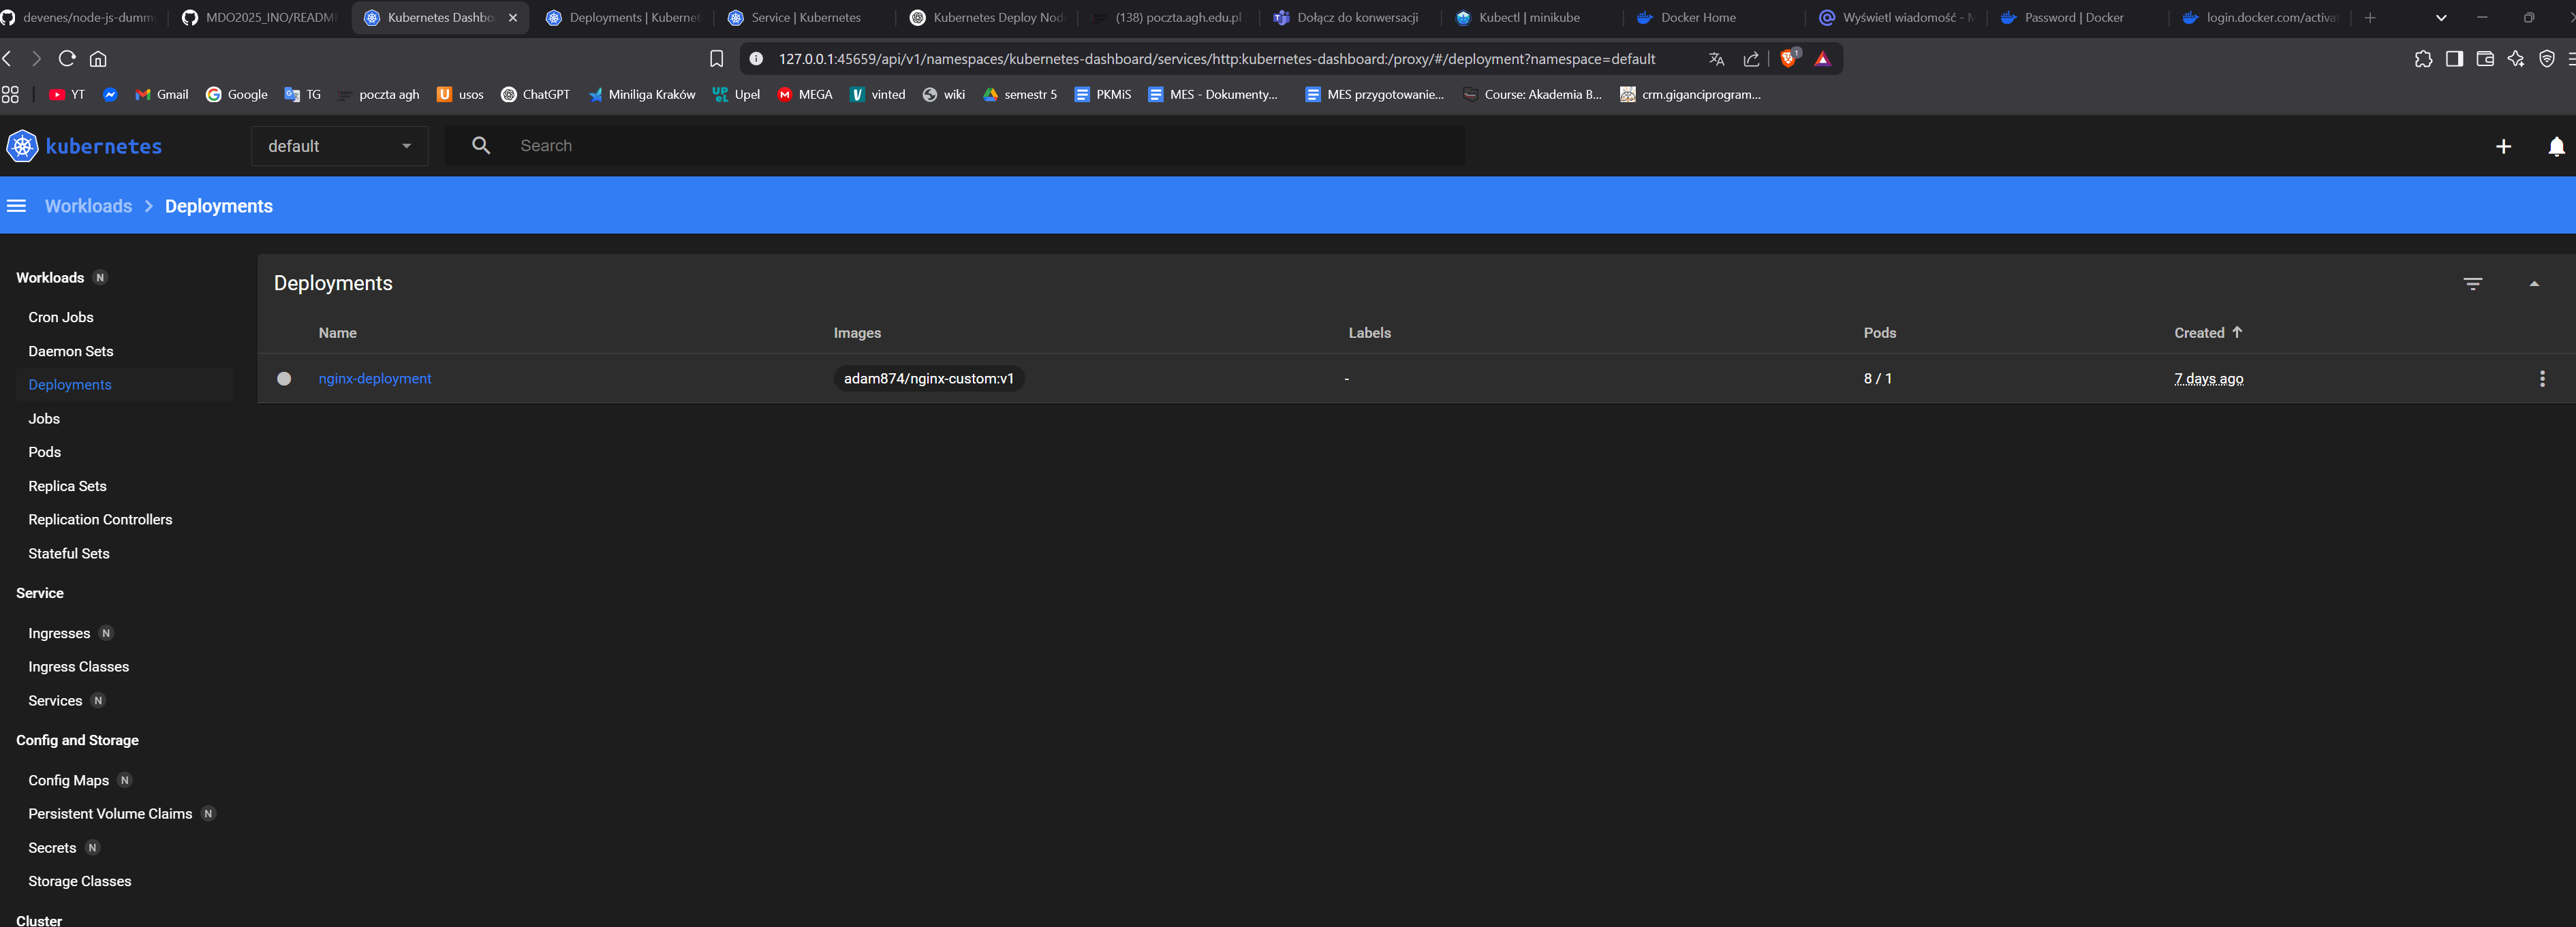 devenes/node-js-dumm
MDO2025_INO/README
Kubernetes Dashbo
Deployments | Kubernet
Service | Kubernetes
Kubernetes Deploy Nod
(138) poczta.agh.edu.pl
Dołącz do konwersacji
Kubectl | minikube
Docker Home
Wyświetl wiadomość - M
Password | Docker
login.docker.com/activat
127.0.0.1:45659/api/v1/namespaces/kubernetes-dashboard/services/http:kubernetes-dashboard:/proxy/#/deployment?namespace=default
1
YT
Gmail
Google
TG
poczta agh
usos
ChatGPT
Miniliga Kraków
Upel
MEGA
vinted
wiki
semestr 5
PKMiS
MES - Dokumenty...
MES przygotowanie...
Course: Akademia B...
crm.giganciprogram...
kubernetes
default
Search
Workloads > Deployments
Workloads N
Cron Jobs
Daemon Sets
Deployments
Jobs
Pods
Replica Sets
Replication Controllers
Stateful Sets
Service
Ingresses N
Ingress Classes
Services N
Config and Storage
Config Maps N
Persistent Volume Claims N
Secrets N
Storage Classes
Cluster
Deployments
Name Images Labels Pods Created
nginx-deployment adam874/nginx-custom:v1 - 8 / 1 7 days ago